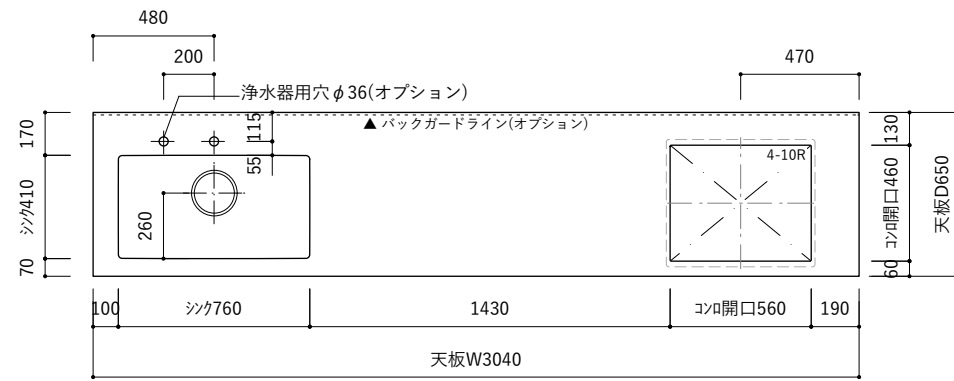 480
200
470
浄水器用穴φ36(オプション)
▲ バックガードライン(オプション)
170
115
55
130
4-10R
シンク410
260
コンロ開口460
天板D650
70
60
100
シンク760
1430
コンロ開口560
190
天板W3040